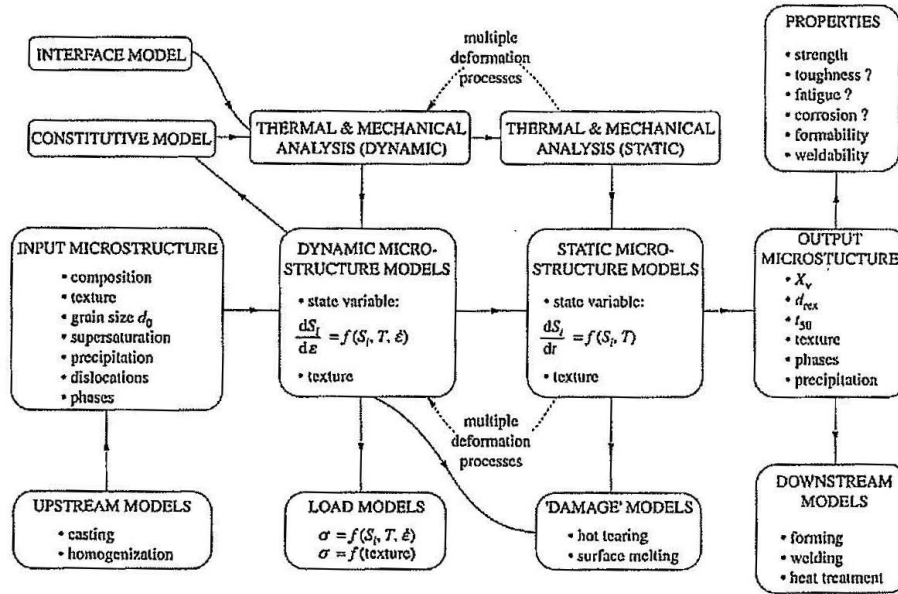 INTERFACE MODEL
CONSTITUTIVE MODEL
multiple
deformation
processes
THERMAL & MECHANICAL
ANALYSIS (DYNAMIC)
THERMAL & MECHANICAL
ANALYSIS (STATIC)
PROPERTIES
• strength
• toughness ?
• fatigue ?
• corrosion ?
• formability
• weldability
INPUT MICROSTRUCTURE
• composition
• texture
• grain size d₀
• supersaturation
• precipitation
• dislocations
• phases
DYNAMIC MICRO-
STRUCTURE MODELS
• state variable:
dSᵢ/dε = f(Sᵢ, T, ε̇)
• texture
STATIC MICRO-
STRUCTURE MODELS
• state variable:
dSᵢ/dt = f(Sᵢ, T)
• texture
OUTPUT
MICROSTUCTURE
• Xᵥ
• d_rex
• t₅₀
• texture
• phases
• precipitation
multiple
deformation
processes
UPSTREAM MODELS
• casting
• homogenization
LOAD MODELS
σ = f(Sᵢ, T, ε̇)
σ = f(texture)
'DAMAGE' MODELS
• hot tearing
• surface melting
DOWNSTREAM
MODELS
• forming
• welding
• heat treatment